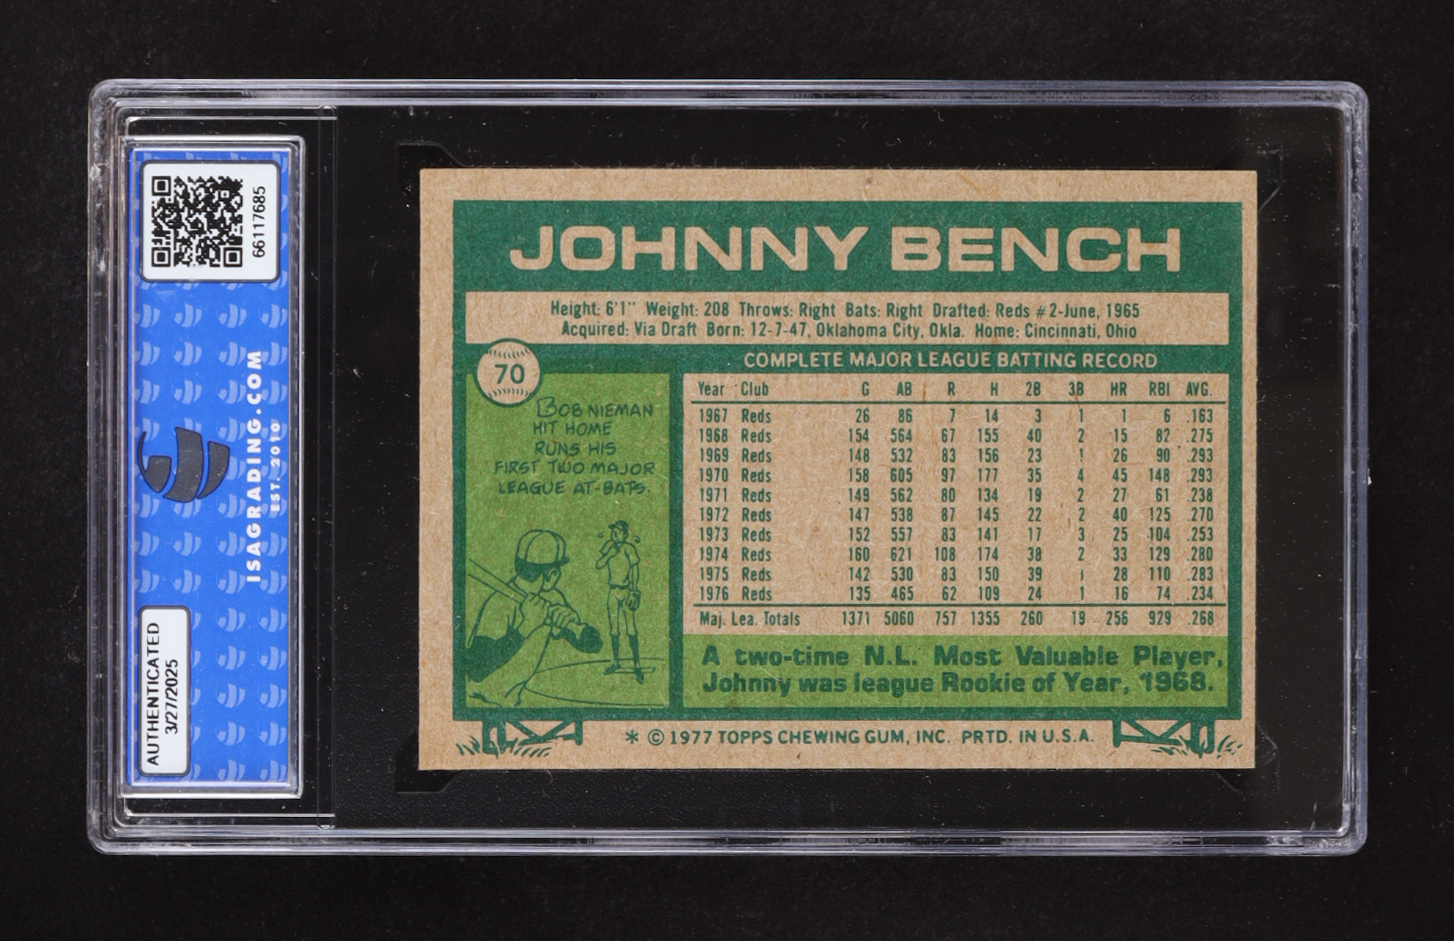 66117685
ISAGRADING.COM
EST. 2010
AUTHENTICATED
3/27/2025
JOHNNY BENCH
Height: 6'1" Weight: 208 Throws: Right Bats: Right Drafted: Reds #2-June, 1965
Acquired: Via Draft Born: 12-7-47, Oklahoma City, Okla. Home: Cincinnati, Ohio
70
BOB NIEMAN
HIT HOME
RUNS HIS
FIRST TWO MAJOR
LEAGUE AT-BATS.
COMPLETE MAJOR LEAGUE BATTING RECORD
Year Club G AB R H 2B 3B HR RBI AVG.
1967 Reds 26 86 7 14 3 1 1 6 .163
1968 Reds 154 564 67 155 40 2 15 82 .275
1969 Reds 148 532 83 156 23 1 26 90 .293
1970 Reds 158 605 97 177 35 4 45 148 .293
1971 Reds 149 562 80 134 19 2 27 61 .238
1972 Reds 147 538 87 145 22 2 40 125 .270
1973 Reds 152 557 83 141 17 3 25 104 .253
1974 Reds 160 621 108 174 38 2 33 129 .280
1975 Reds 142 530 83 150 39 1 28 110 .283
1976 Reds 135 465 62 109 24 1 16 74 .234
Maj. Lea. Totals 1371 5060 757 1355 260 19 256 929 .268
A two-time N.L. Most Valuable Player,
Johnny was league Rookie of Year, 1968.
* © 1977 TOPPS CHEWING GUM, INC. PRTD. IN U.S.A.